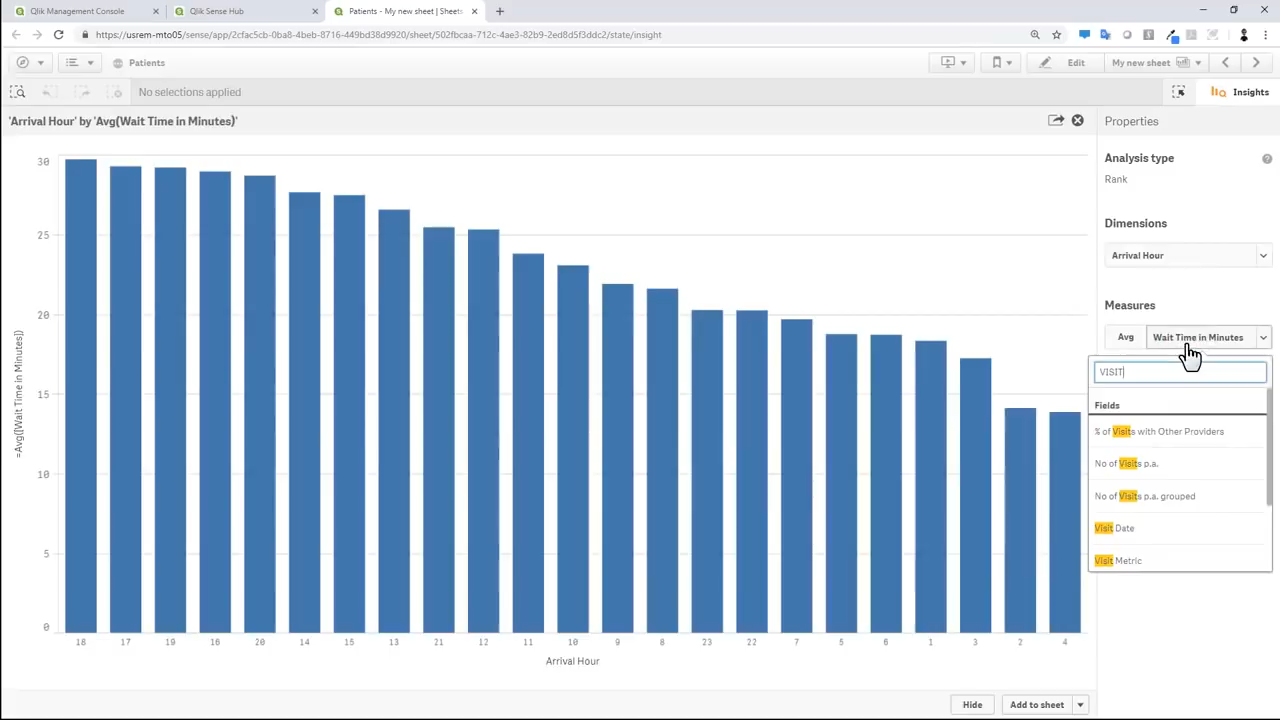 Qlik Management Console
Qlik Sense Hub
Patients - My new sheet | Sheets
https://usrem-mto05/sense/app/2cfac5cb-0ba8-4beb-8716-449bd38d9920/sheet/502fbcaa-712c-4ae3-82b9-2ed8d5f3ddc2/state/insight
Patients
Edit
My new sheet
No selections applied
Insights
'Arrival Hour' by 'Avg(Wait Time in Minutes)'
Properties
Analysis type
Rank
Dimensions
Arrival Hour
Measures
Avg
Wait Time in Minutes
VISIT
Fields
% of Visits with Other Providers
No of Visits p.a.
No of Visits p.a. grouped
Visit Date
Visit Metric
=Avg([Wait Time in Minutes])
30
25
20
15
10
5
0
18 17 19 16 20 14 15 13 21 12 11 10 9 8 23 22 7 5 6 1 3 2 4
Arrival Hour
Hide
Add to sheet